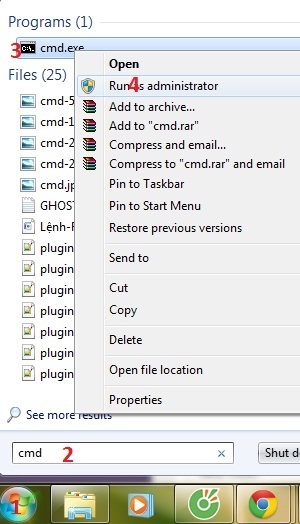 Programs (1)
3 cmd.exe
Open
Files (25)
Run as administrator
4
cmd-5
Add to archive...
cmd-1
Add to "cmd.rar"
cmd-2
Compress and email...
cmd-2
Compress to "cmd.rar" and email
cmd.jp
Pin to Taskbar
GHOST
Pin to Start Menu
Lệnh-F
Restore previous versions
plugin
Send to
plugin
Cut
plugin
Copy
plugin
Delete
plugin
Open file location
plugin
plugin
Properties
See more results
cmd 2
Shut d
1